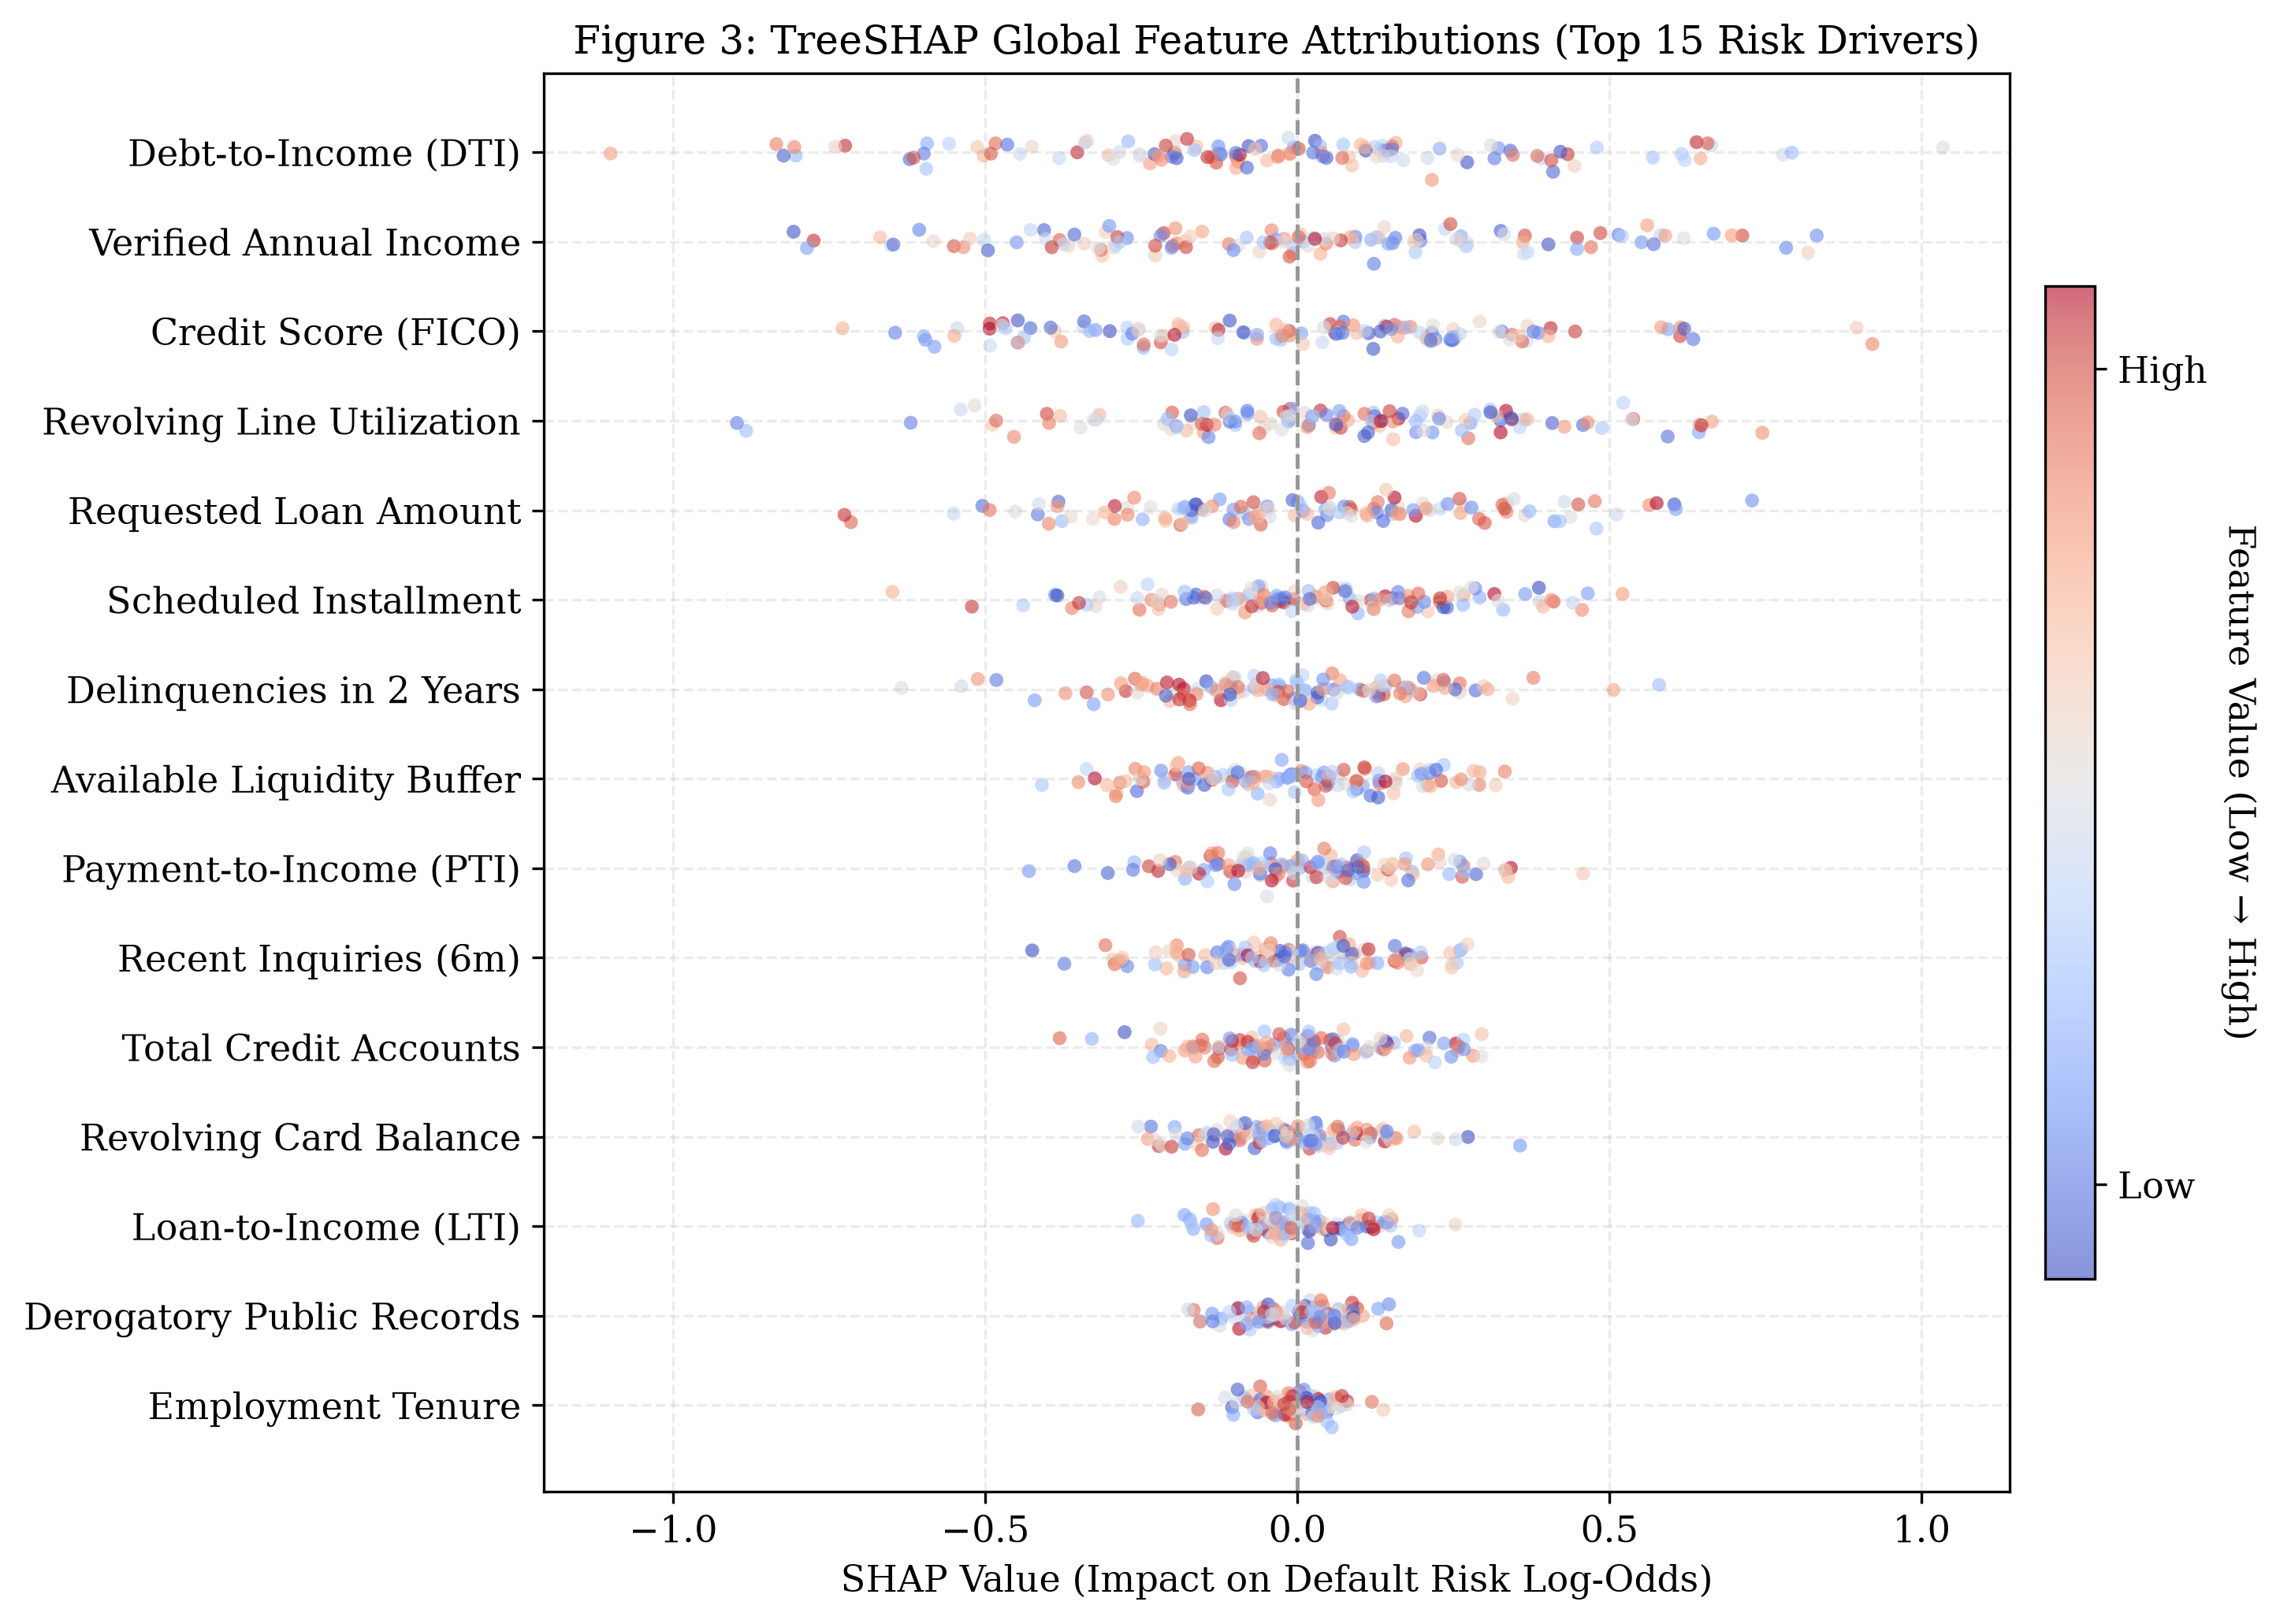 Figure 3: TreeSHAP Global Feature Attributions (Top 15 Risk Drivers)
Debt-to-Income (DTI)
Verified Annual Income
Credit Score (FICO)
Revolving Line Utilization
Requested Loan Amount
Scheduled Installment
Delinquencies in 2 Years
Available Liquidity Buffer
Payment-to-Income (PTI)
Recent Inquiries (6m)
Total Credit Accounts
Revolving Card Balance
Loan-to-Income (LTI)
Derogatory Public Records
Employment Tenure
−1.0
−0.5
0.0
0.5
1.0
SHAP Value (Impact on Default Risk Log-Odds)
High
Low
Feature Value (Low → High)